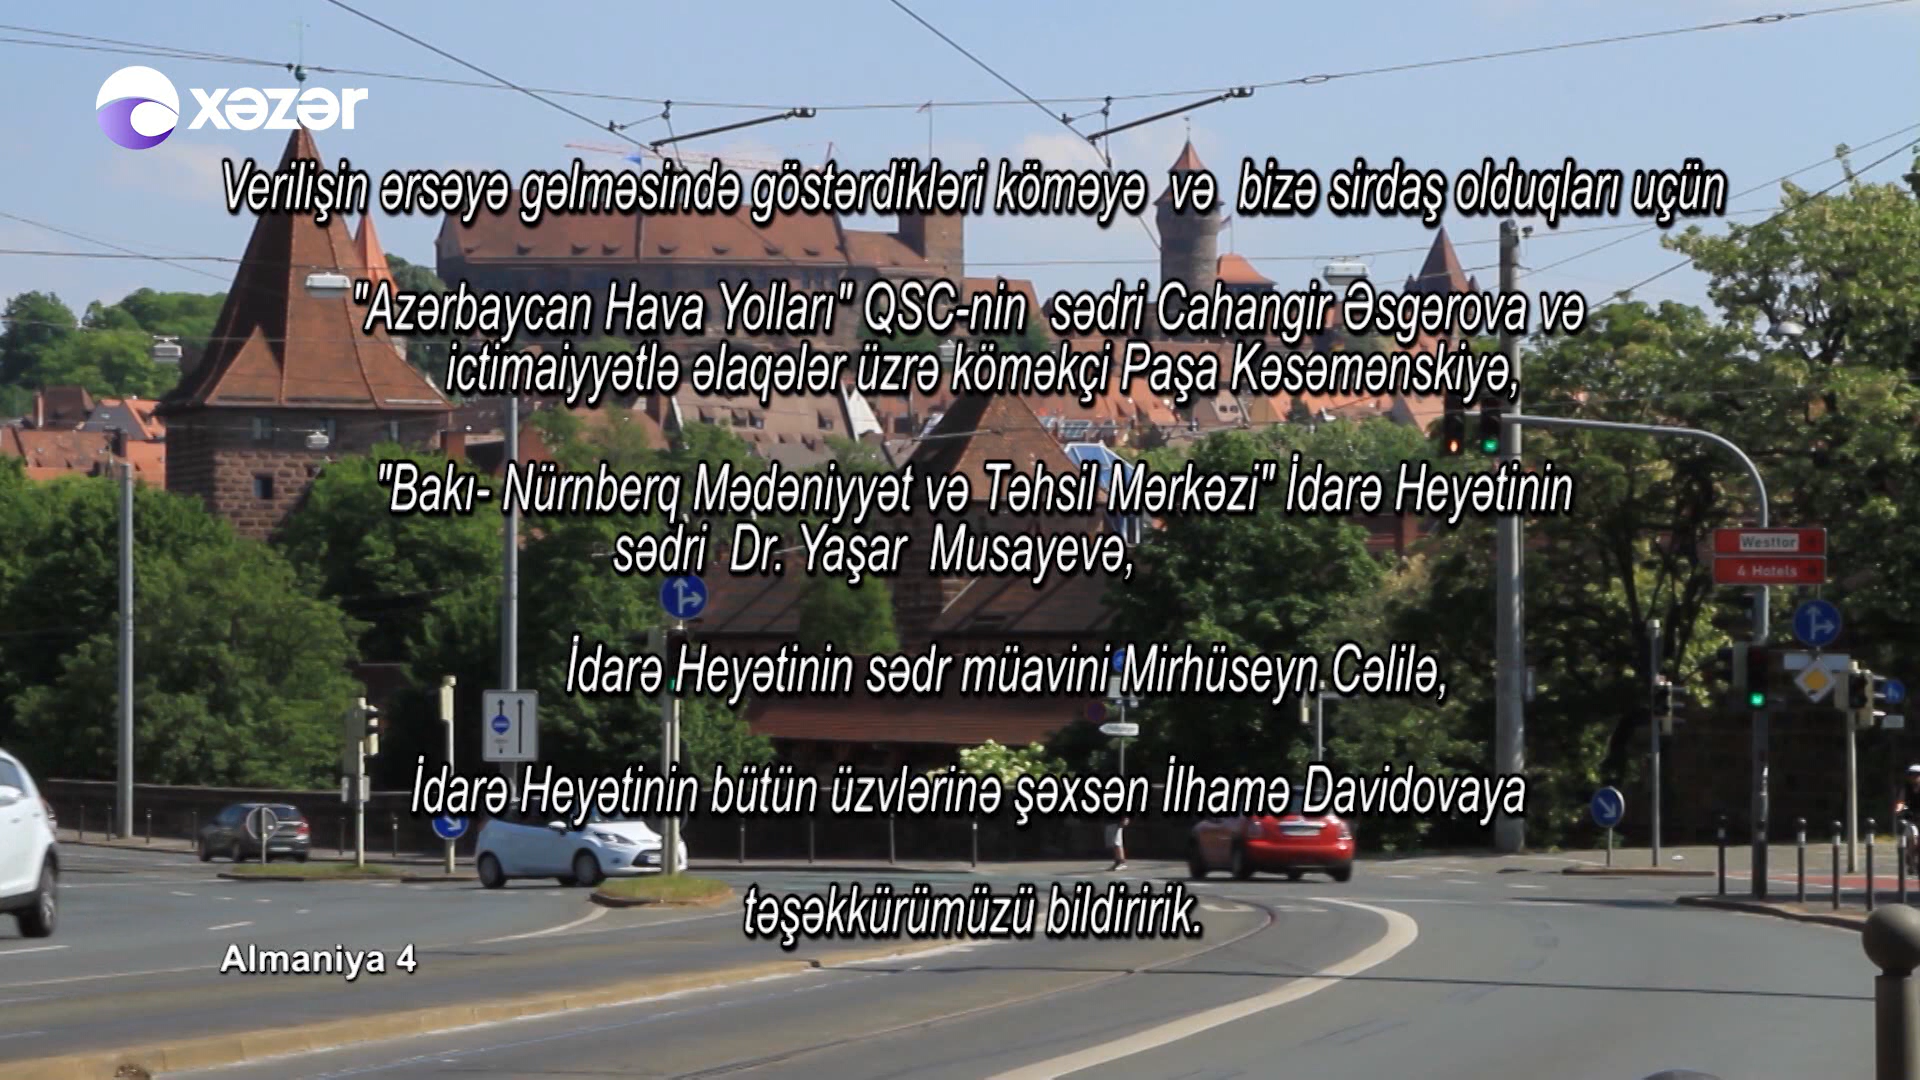 xəzər
Verilişin ərsəyə gəlməsində göstərdikləri köməyə və bizə sirdaş olduqları uçün
"Azərbaycan Hava Yolları" QSC-nin sədri Cahangir Əsgərova və
ictimaiyyətlə əlaqələr üzrə köməkçi Paşa Kəsəmənskiyə,
"Bakı- Nürnberq Mədəniyyət və Təhsil Mərkəzi" İdarə Heyətinin
sədri Dr. Yaşar Musayevə,
Westtor
4 Hotels
İdarə Heyətinin sədr müavini Mirhüseyn Cəlilə,
İdarə Heyətinin bütün üzvlərinə şəxsən İlhamə Davidovaya
təşəkkürümüzü bildiririk.
Almaniya 4